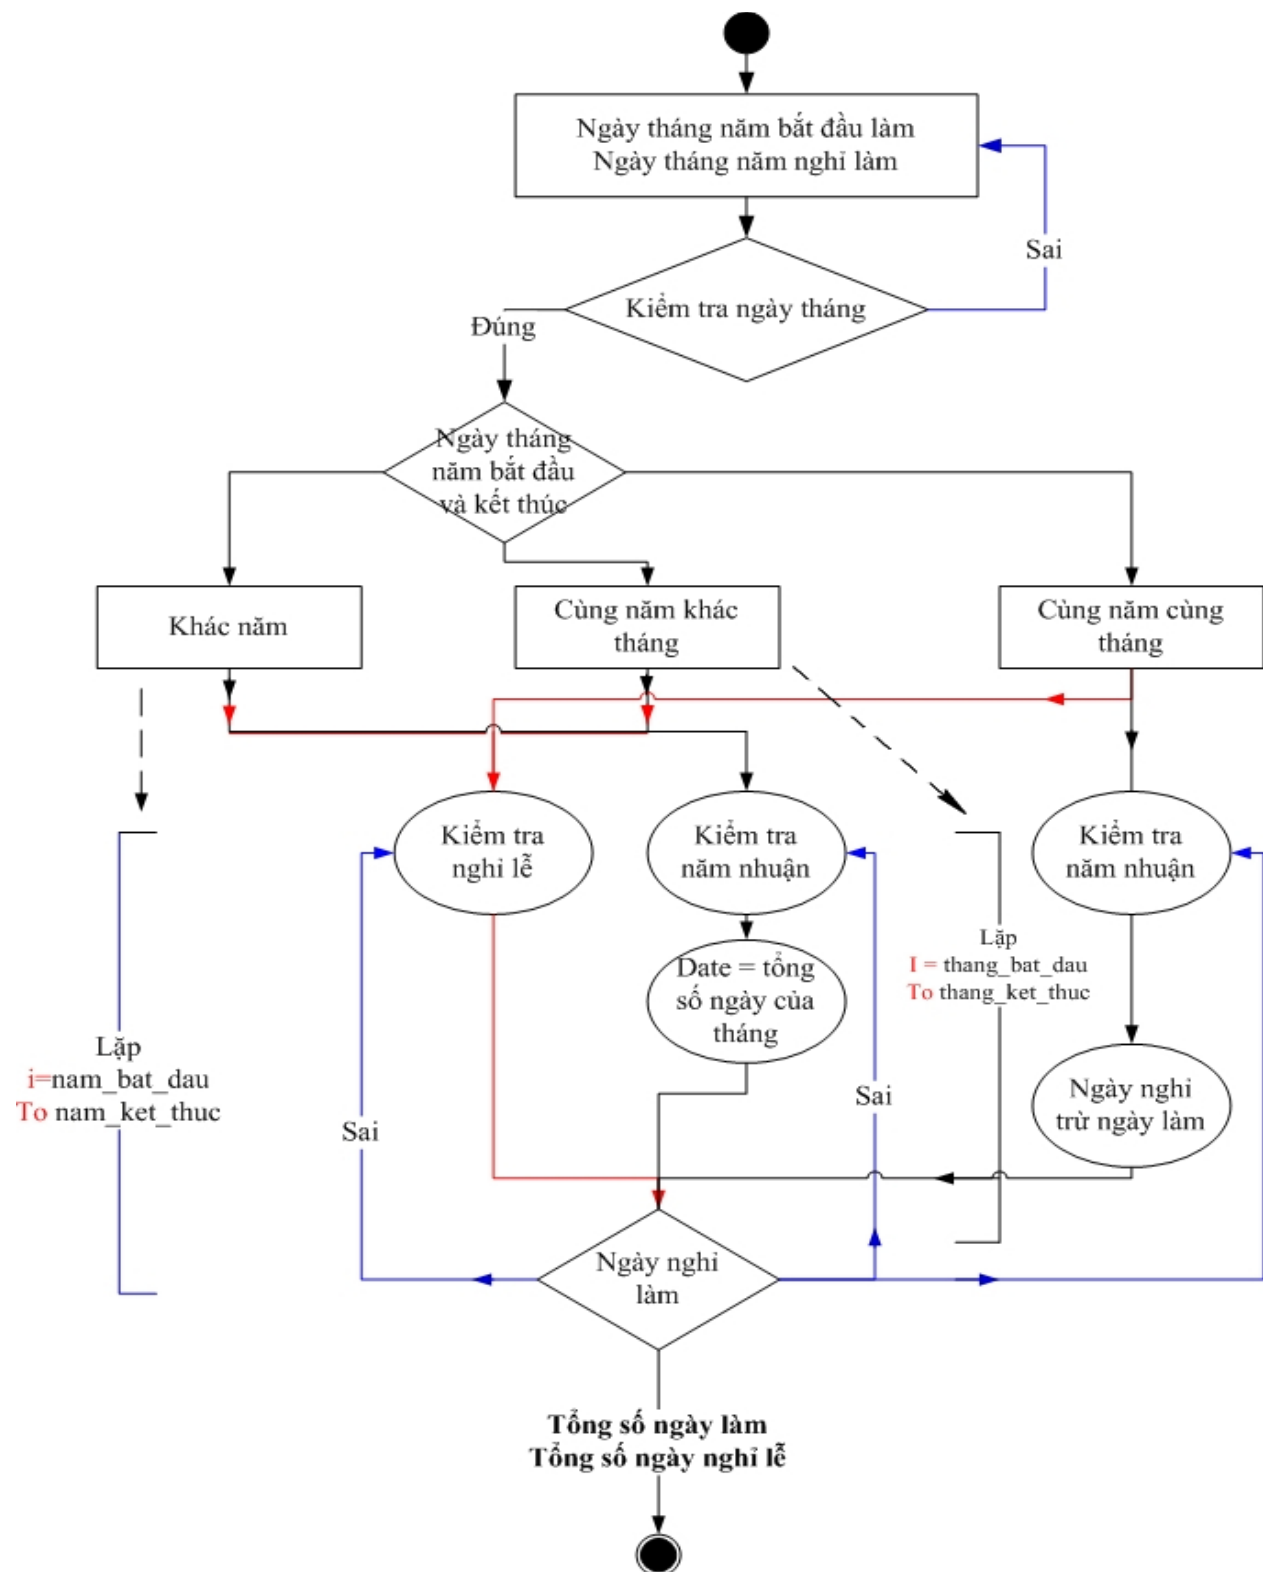 Ngày tháng năm bắt đầu làm
Ngày tháng năm nghỉ làm
Sai
Kiểm tra ngày tháng
Đúng
Ngày tháng
năm bắt đầu
và kết thúc
Khác năm
Cùng năm khác
tháng
Cùng năm cùng
tháng
Kiểm tra
nghỉ lễ
Kiểm tra
năm nhuận
Kiểm tra
năm nhuận
Date = tổng
số ngày của
tháng
Lặp
I = thang_bat_dau
To thang_ket_thuc
Lặp
i=nam_bat_dau
To nam_ket_thuc
Sai
Sai
Ngày nghỉ
trừ ngày làm
Ngày nghỉ
làm
Tổng số ngày làm
Tổng số ngày nghỉ lễ